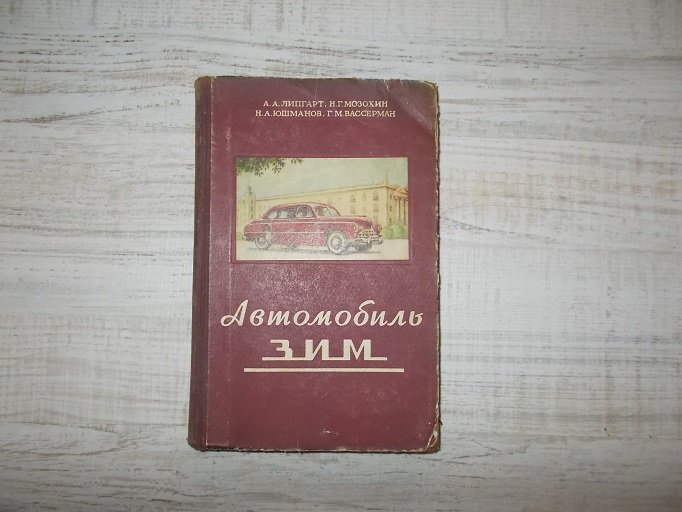 А. А. ЛИПГАРТ, Н. Г. МОЗОХИН
Н. А. ЮШМАНОВ, Г. М. ВАССЕРМАН
Автомобиль
ЗИМ